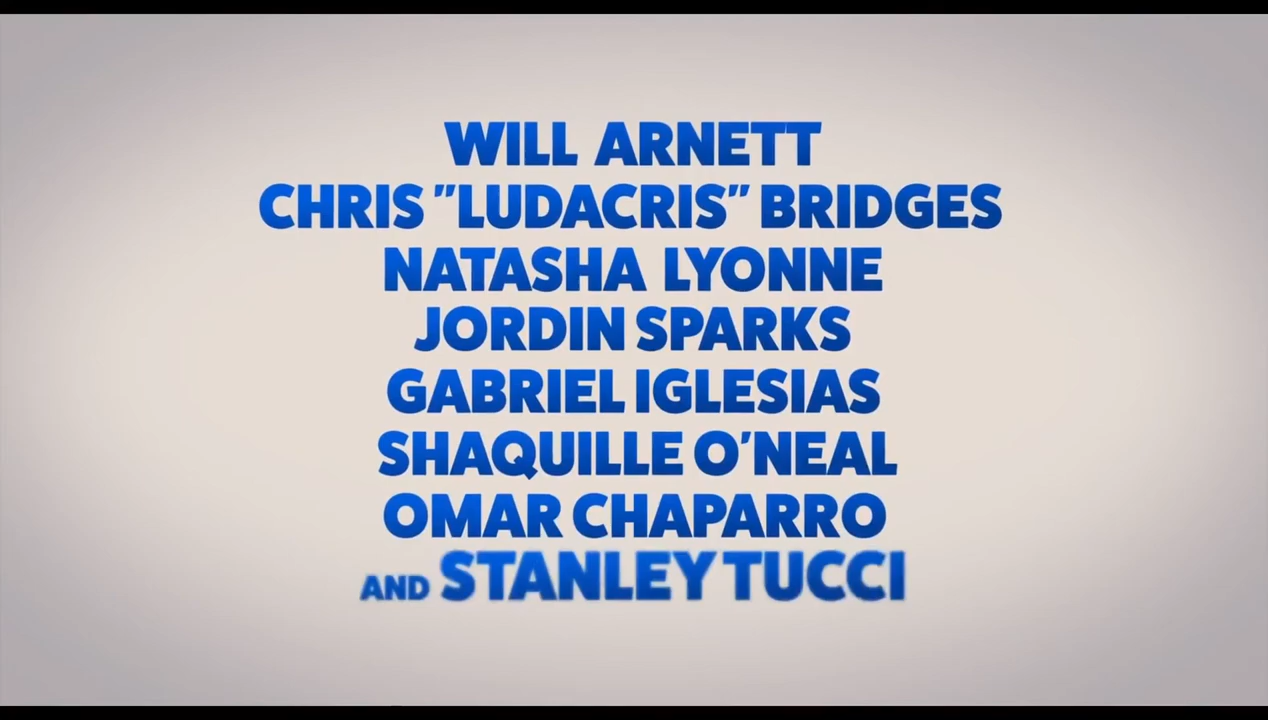 WILL ARNETT
CHRIS "LUDACRIS" BRIDGES
NATASHA LYONNE
JORDIN SPARKS
GABRIEL IGLESIAS
SHAQUILLE O'NEAL
OMAR CHAPARRO
AND STANLEY TUCCI